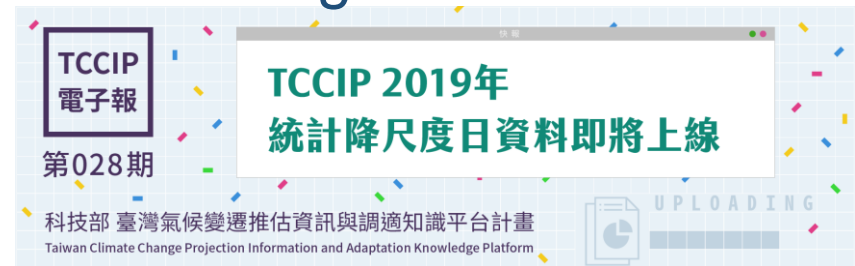 快報
TCCIP
電子報
第028期
TCCIP 2019年
統計降尺度日資料即將上線
科技部 臺灣氣候變遷推估資訊與調適知識平台計畫
Taiwan Climate Change Projection Information and Adaptation Knowledge Platform
UPLOADING